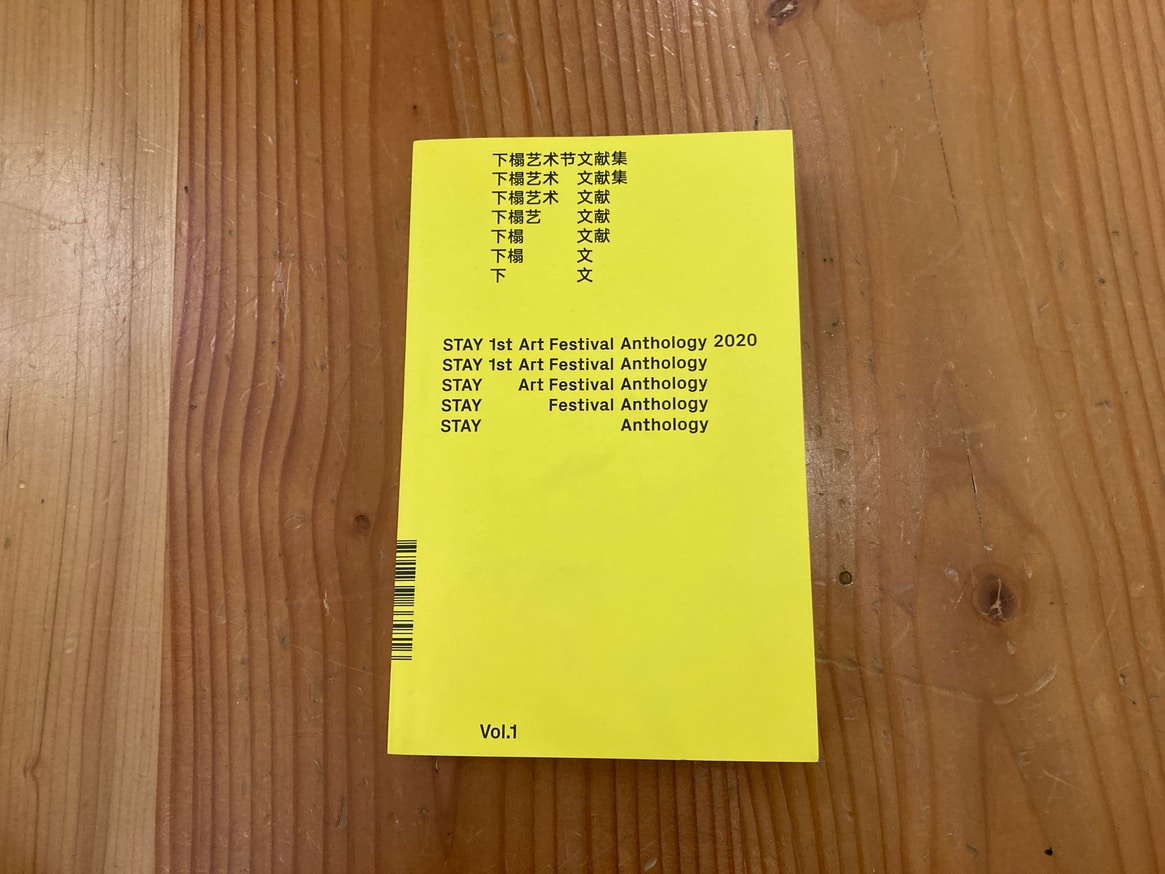 下榻艺术节文献集
下榻艺术 文献集
下榻艺术 文献
下榻艺 文献
下榻 文献
下榻 文
下 文
STAY 1st Art Festival Anthology 2020
STAY 1st Art Festival Anthology
STAY Art Festival Anthology
STAY Festival Anthology
STAY Anthology
Vol.1